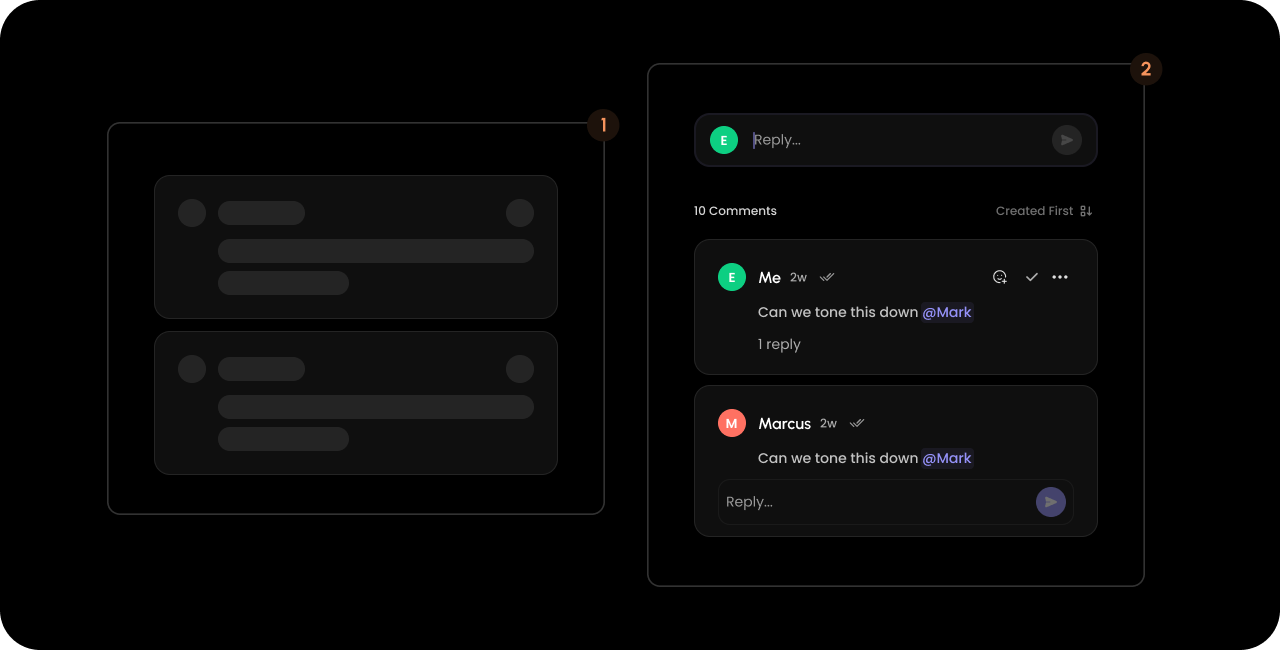 1
2
E
Reply...
10 Comments
Created First
E
Me 2w
Can we tone this down @Mark
1 reply
M
Marcus 2w
Can we tone this down @Mark
Reply...